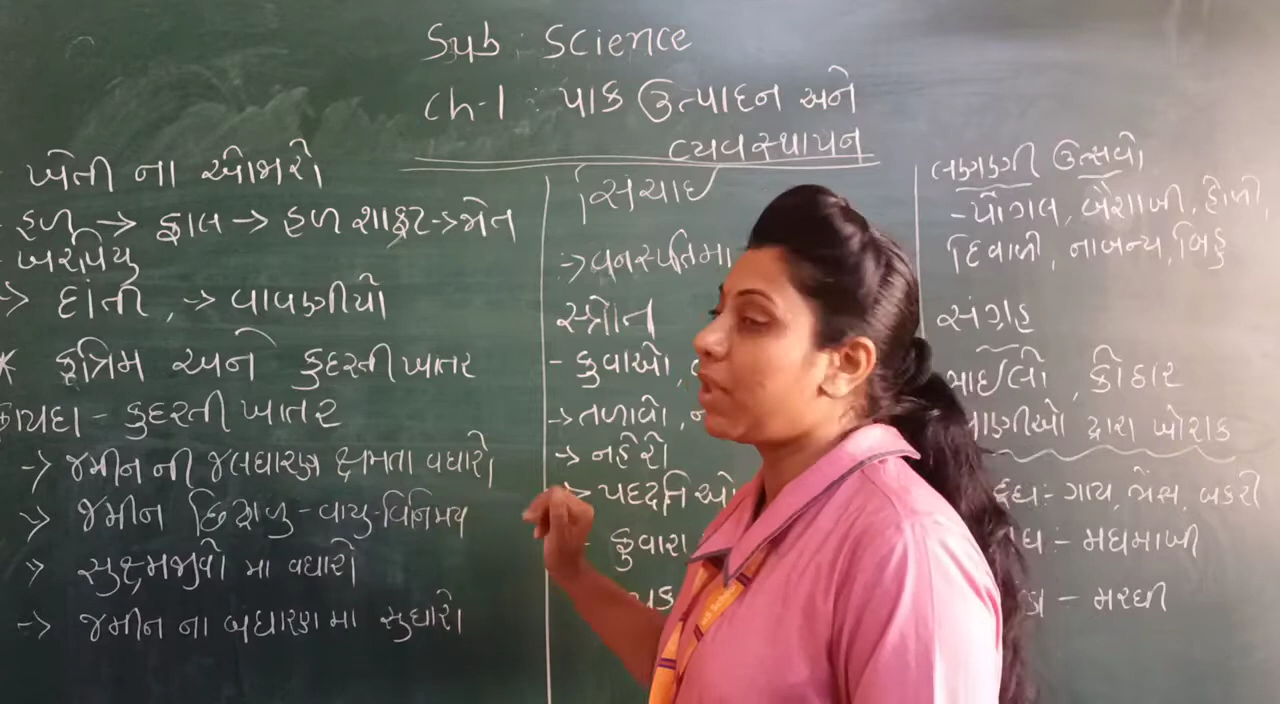 Sub : Science
Ch-1 : પાક ઉત્પાદન અને
વ્યવસ્થાપન
ખેતી ના ઓજારો
હળ → ફાલ → હળ શાફ્ટ → જોત
ખરપિયુ
→ દાંતી , → વાવણીયો
* કૃત્રિમ અને કુદરતી ખાતર
ફાયદા - કુદરતી ખાતર
→ જમીન ની જલધારણ ક્ષમતા વધારો
→ જમીન છિદ્રાળુ - વાયુ-વિનિમય
→ સુક્ષ્મજીવો મા વધારો
→ જમીન ના બંધારણ મા સુધારો
સિંચાઈ
→ વનસ્પતિમા
સ્ત્રોત
- કુવાઓ,
→ તળાવો,
→ નહેરો
→ પદ્દતિઓ
- ફુવારા
લણણી ઉત્સવો
- પોંગલ, બૈશાખી, હોળી,
દિવાળી, નાબન્ય, બિહુ
સંગ્રહ
સાઈલો , કોઠાર
દ્વારા ખોરાક
દૂધ :- ગાય, ભેંસ, બકરી
:- મધમાખી
- મરઘી